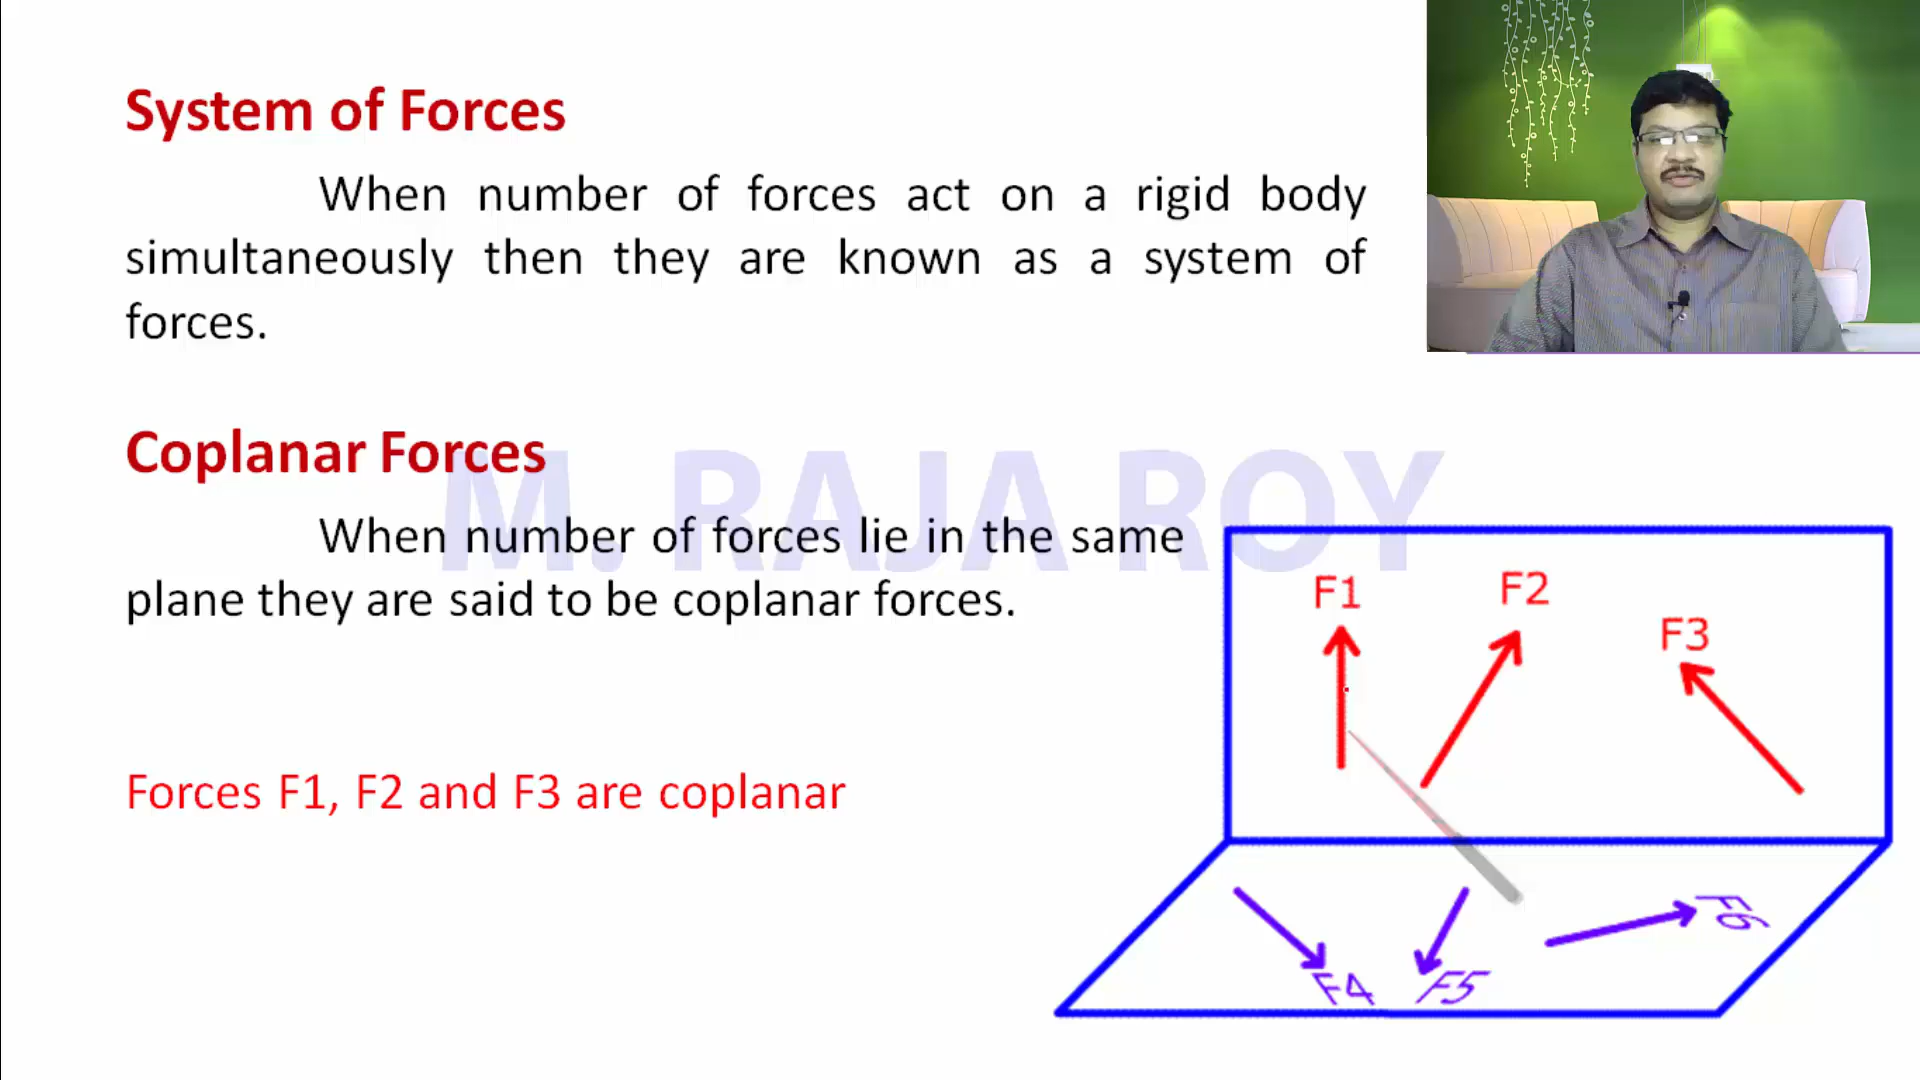 System of Forces
When number of forces act on a rigid body
simultaneously then they are known as a system of
forces.
Coplanar Forces
M. RAJA ROY
When number of forces lie in the same
plane they are said to be coplanar forces.
F1
F2
F3
Forces F1, F2 and F3 are coplanar
F6
F4
F5